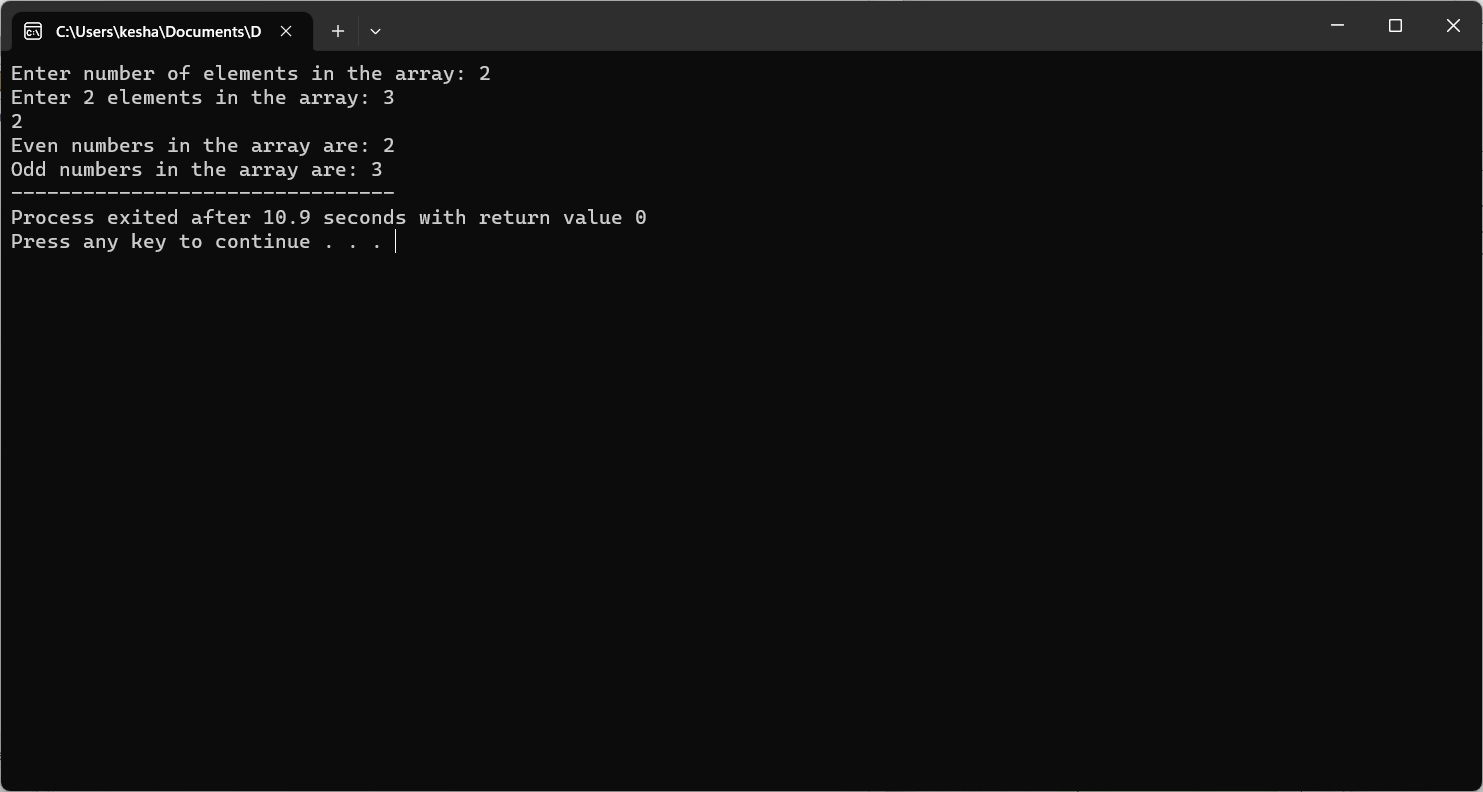 C:\Users\kesha\Documents\D
Enter number of elements in the array: 2
Enter 2 elements in the array: 3
2
Even numbers in the array are: 2
Odd numbers in the array are: 3
--------------------------------
Process exited after 10.9 seconds with return value 0
Press any key to continue . . .